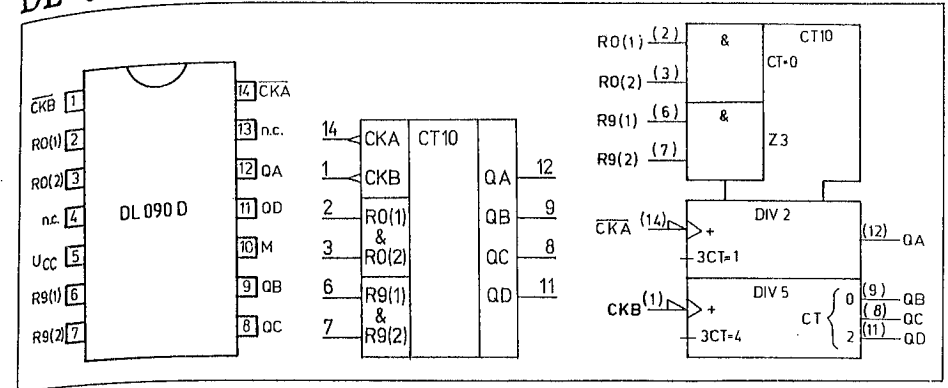 CKB 1
R0(1) 2
R0(2) 3
n.c. 4
UCC 5
R9(1) 6
R9(2) 7
DL 090 D
14 CKA
13 n.c.
12 QA
11 QD
10 M
9 QB
8 QC
14 CKA CT10
1 CKB QA 12
2 R0(1) QB 9
&
3 R0(2) QC 8
6 R9(1) QD 11
&
7 R9(2)
R0(1) (2) & CT10
CT=0
R0(2) (3)
R9(1) (6) &
Z3
R9(2) (7)
DIV 2
CKA (14) + (12) QA
3CT=1
DIV 5
0 (9) QB
CKB (1) + CT { (8) QC
3CT=4 2 (11) QD